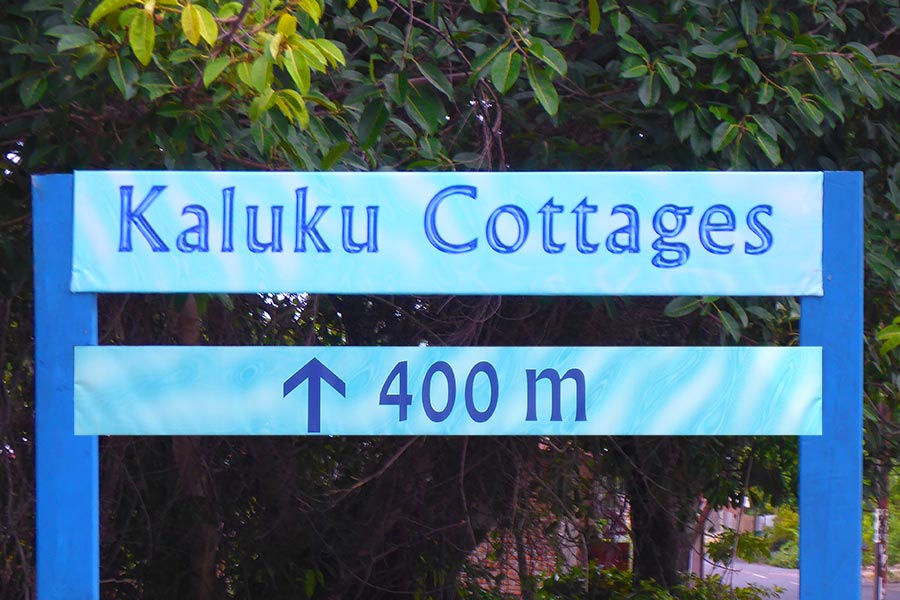 Kaluku Cottages
↑ 400 m